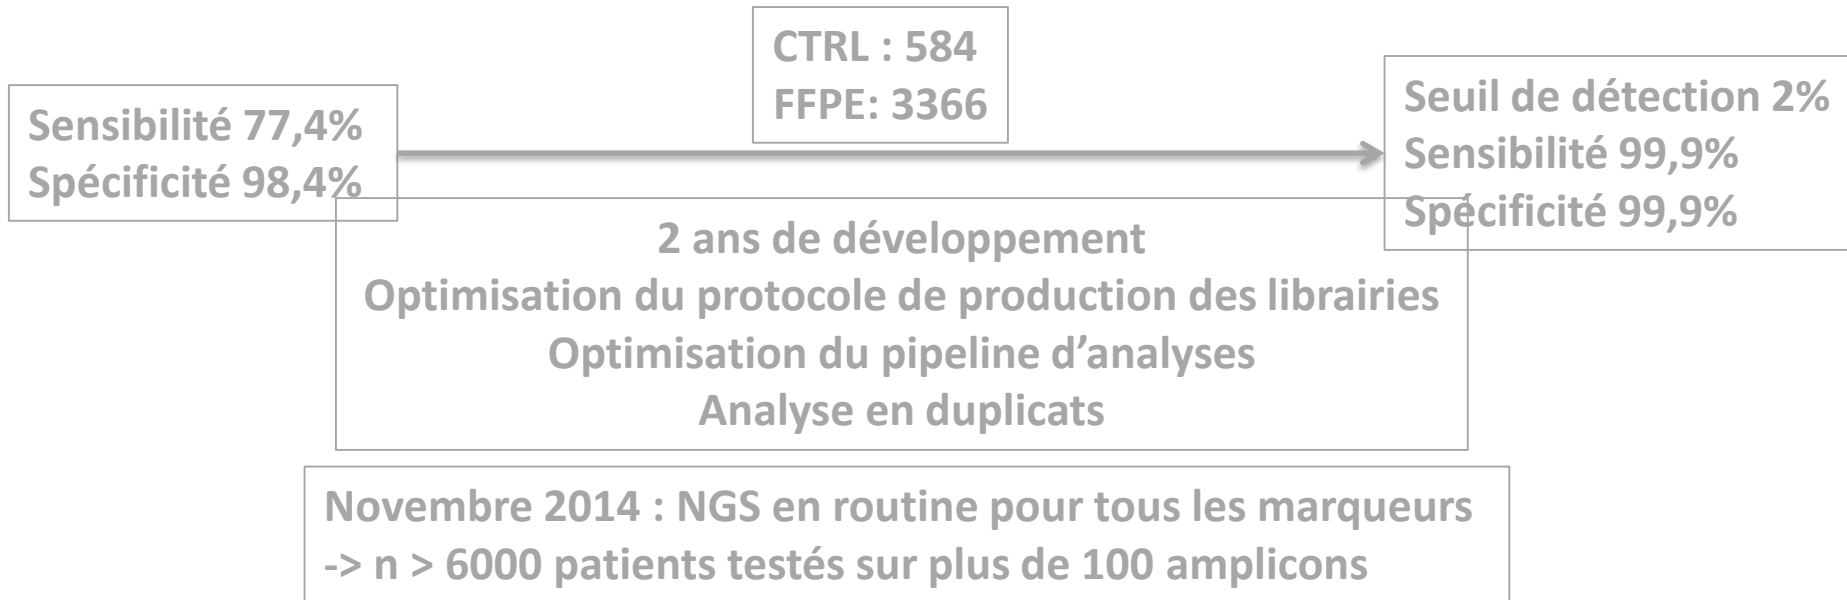 CTRL : 584
FFPE: 3366
Sensibilité 77,4%
Spécificité 98,4%
Seuil de détection 2%
Sensibilité 99,9%
Spécificité 99,9%
2 ans de développement
Optimisation du protocole de production des librairies
Optimisation du pipeline d’analyses
Analyse en duplicats
Novembre 2014 : NGS en routine pour tous les marqueurs
-> n > 6000 patients testés sur plus de 100 amplicons